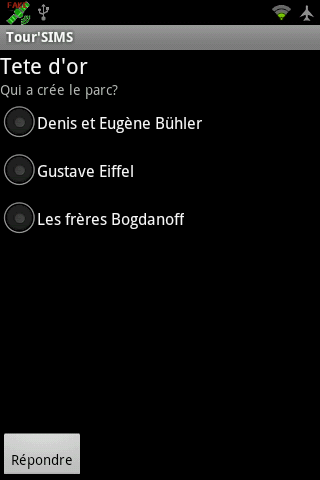 FAKE
Tour'SIMS
Tete d'or
Qui a crée le parc?
Denis et Eugène Bühler
Gustave Eiffel
Les frères Bogdanoff
Répondre